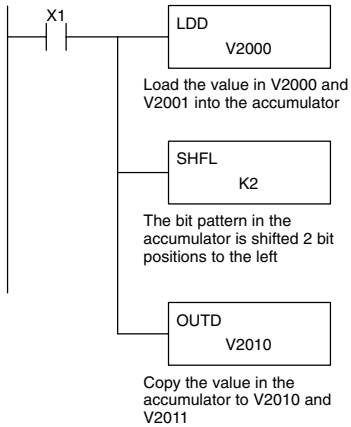 X1
LDD
V2000
Load the value in V2000 and
V2001 into the accumulator
SHFL
K2
The bit pattern in the
accumulator is shifted 2 bit
positions to the left
OUTD
V2010
Copy the value in the
accumulator to V2010 and
V2011